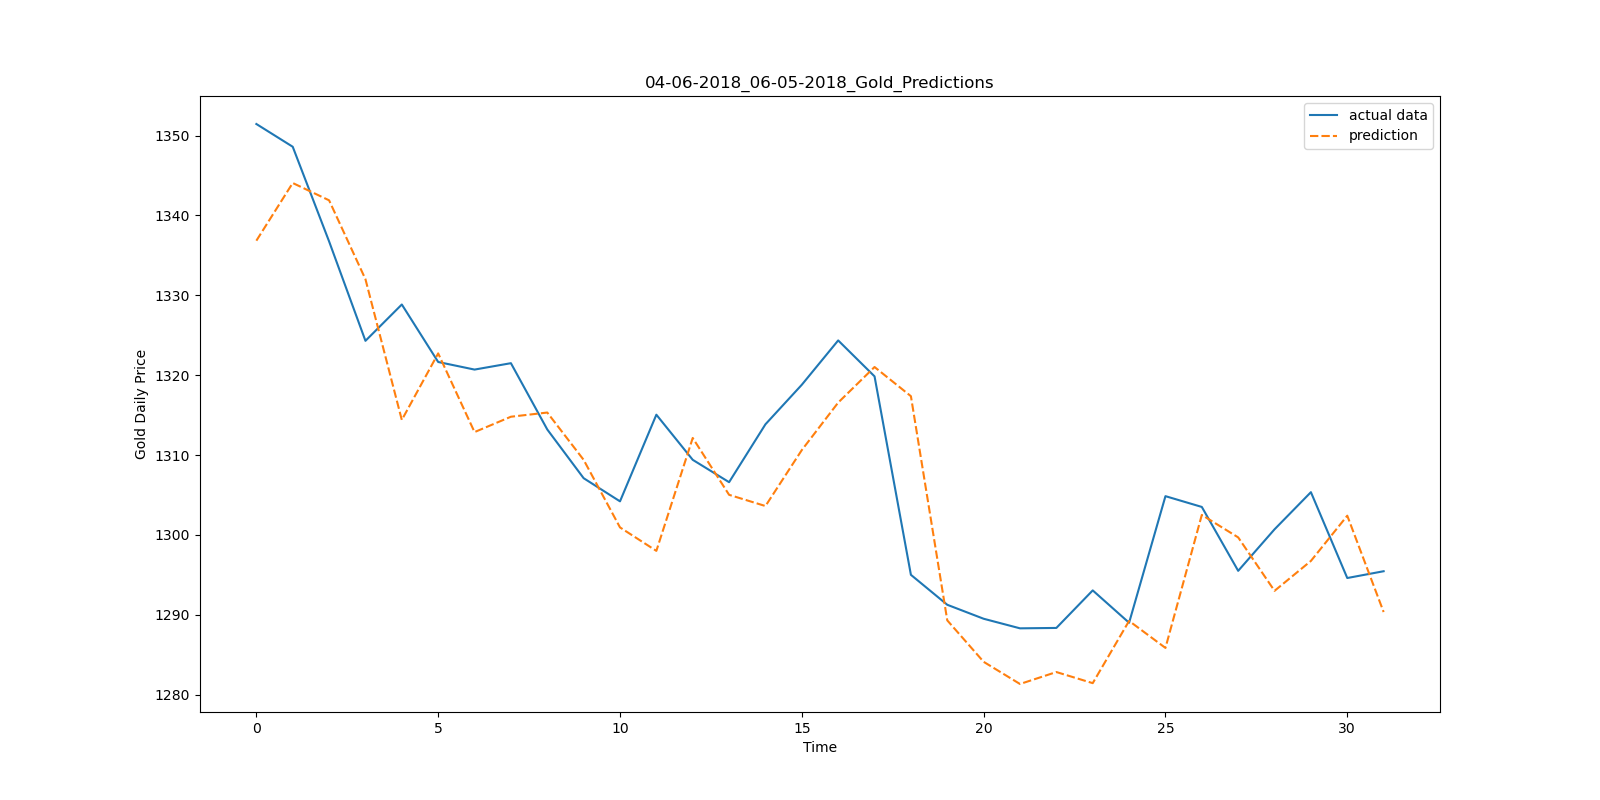 04-06-2018_06-05-2018_Gold_Predictions
actual data
prediction
Gold Daily Price
1350
1340
1330
1320
1310
1300
1290
1280
0 5 10 15 20 25 30
Time